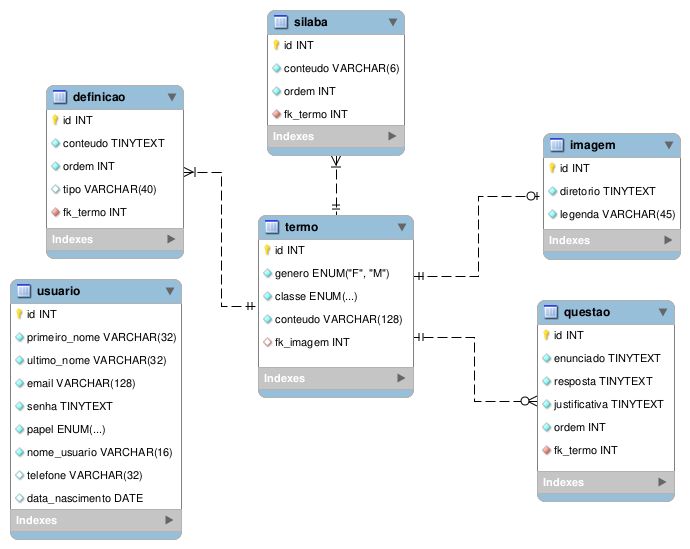 silaba
id INT
conteudo VARCHAR(6)
ordem INT
fk_termo INT
Indexes
definicao
id INT
conteudo TINYTEXT
ordem INT
tipo VARCHAR(40)
fk_termo INT
Indexes
imagem
id INT
diretorio TINYTEXT
legenda VARCHAR(45)
Indexes
termo
id INT
genero ENUM("F", "M")
classe ENUM(...)
conteudo VARCHAR(128)
fk_imagem INT
Indexes
usuario
id INT
primeiro_nome VARCHAR(32)
ultimo_nome VARCHAR(32)
email VARCHAR(128)
senha TINYTEXT
papel ENUM(...)
nome_usuario VARCHAR(16)
telefone VARCHAR(32)
data_nascimento DATE
Indexes
questao
id INT
enunciado TINYTEXT
resposta TINYTEXT
justificativa TINYTEXT
ordem INT
fk_termo INT
Indexes